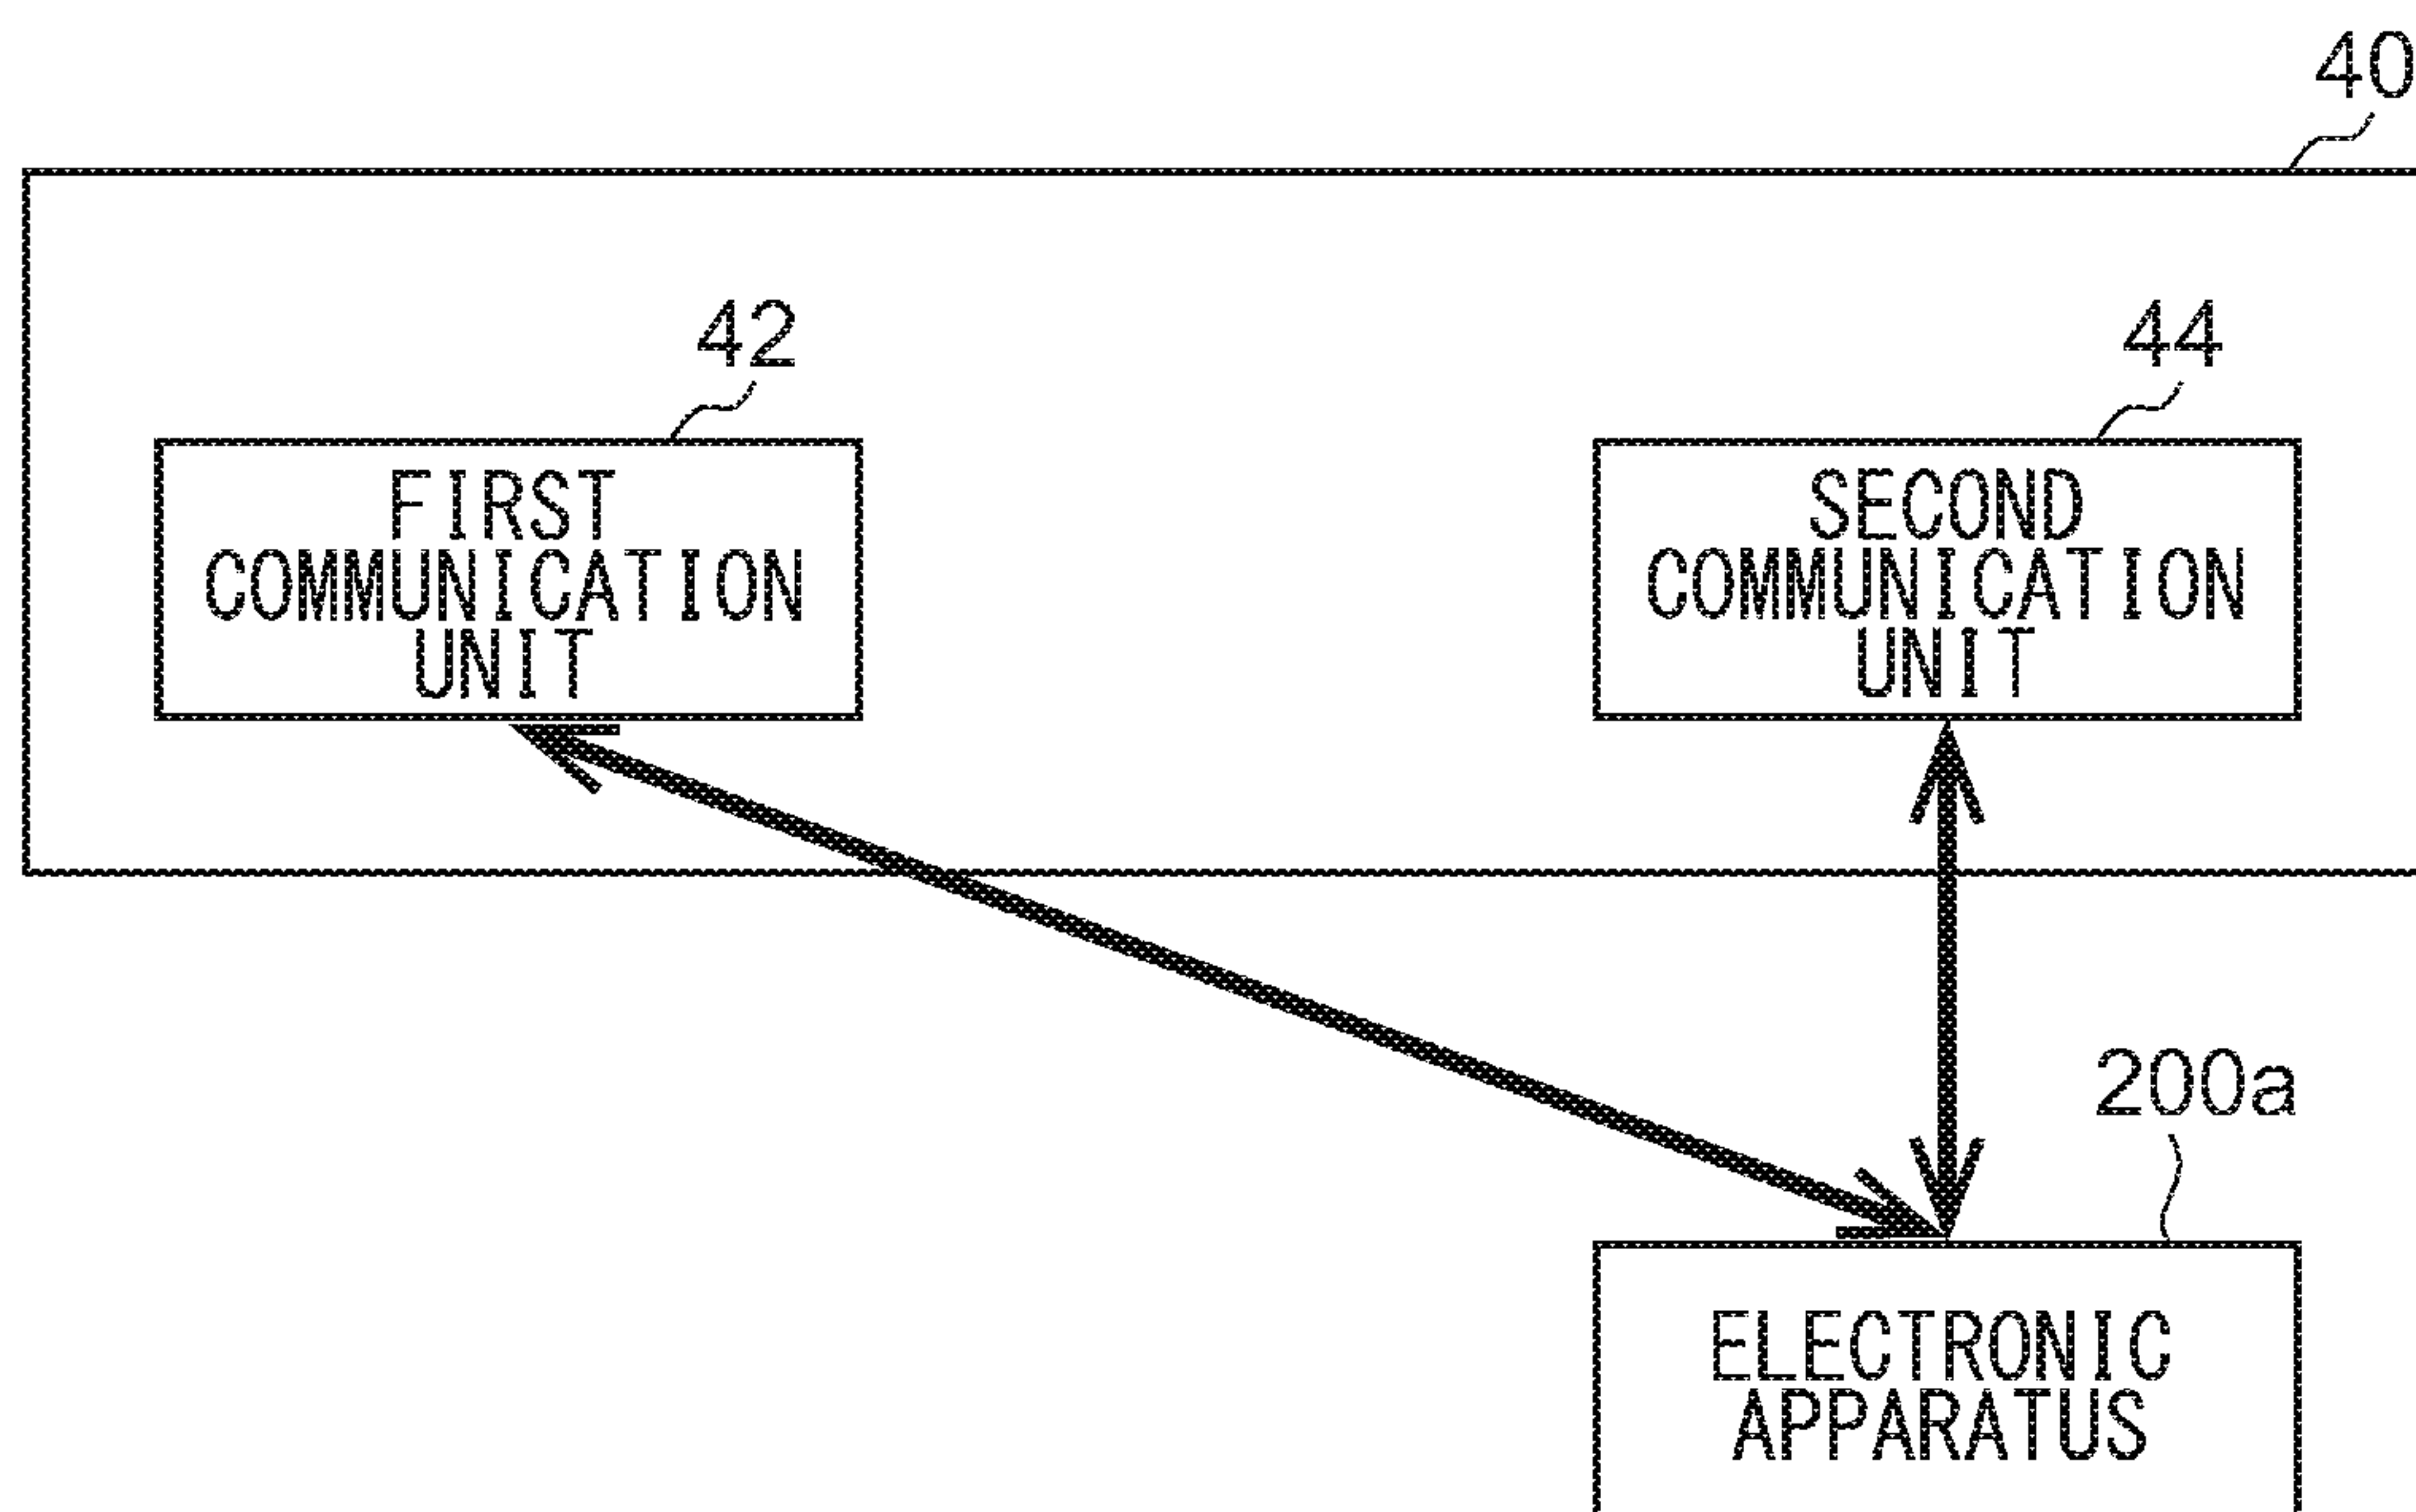 40
42
44
FIRST
COMMUNICATION
UNIT
SECOND
COMMUNICATION
UNIT
200a
ELECTRONIC
APPARATUS